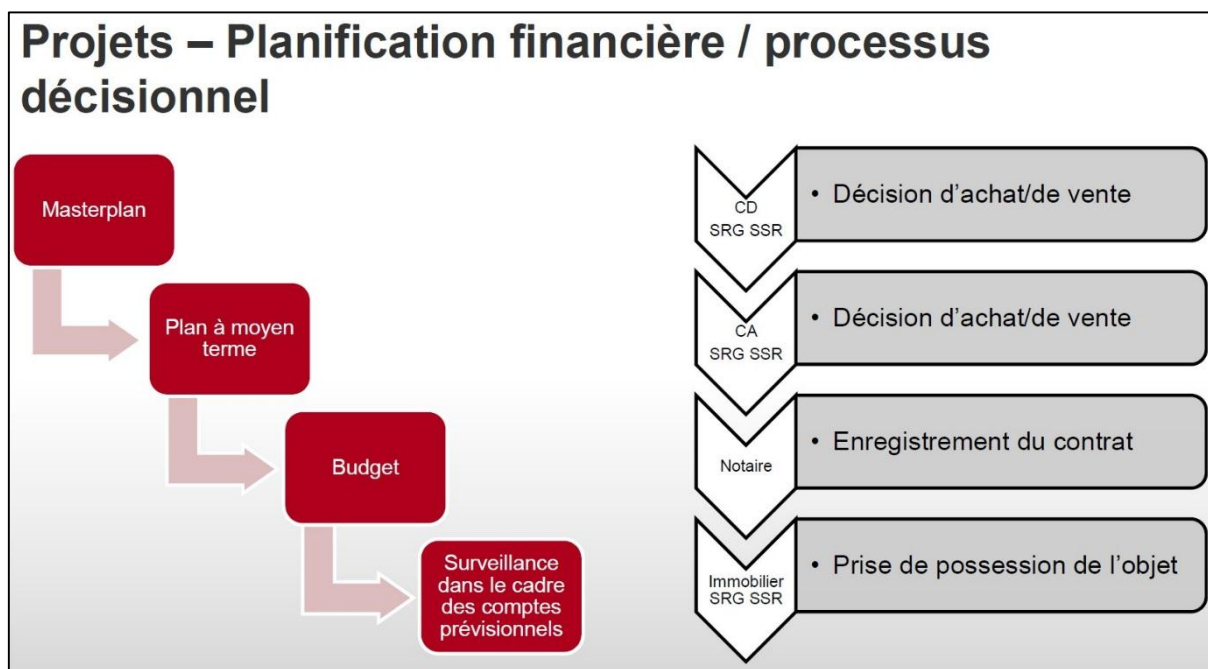 Projets – Planification financière / processus
décisionnel
Masterplan
Plan à moyen
terme
Budget
Surveillance
dans le cadre
des comptes
prévisionnels
CD
SRG SSR
• Décision d'achat/de vente
CA
SRG SSR
• Décision d'achat/de vente
Notaire
• Enregistrement du contrat
Immobilier
SRG SSR
• Prise de possession de l'objet